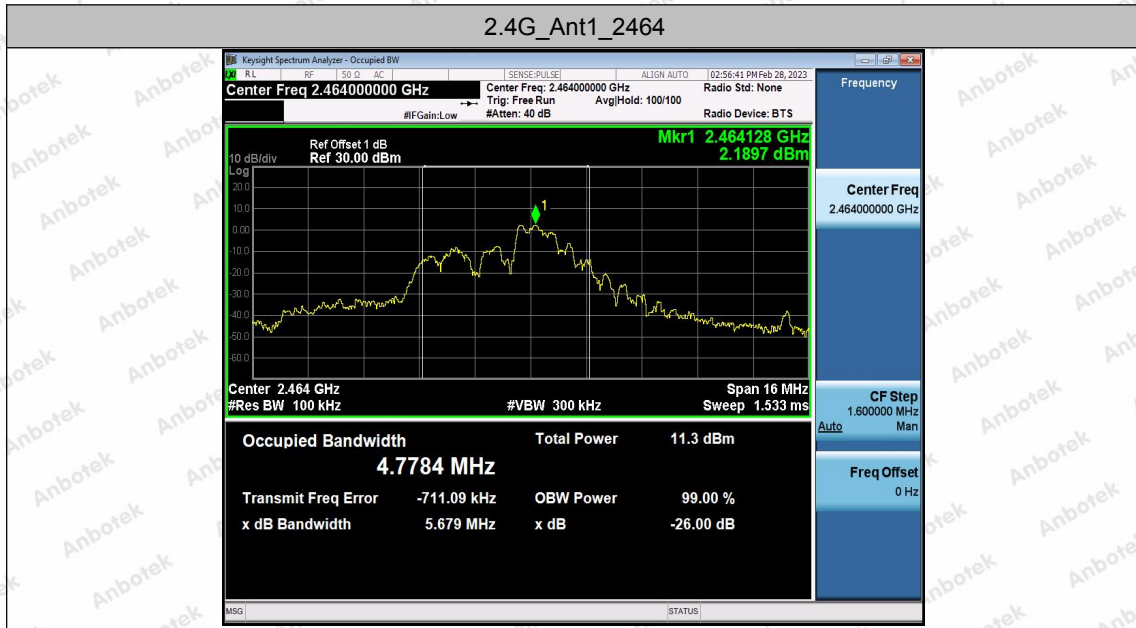 2.4G_Ant1_2464
Keysight Spectrum Analyzer - Occupied BW
RL RF 50 Ω AC SENSE:PULSE ALIGN AUTO 02:56:41 PM Feb 28, 2023
Center Freq 2.464000000 GHz
Center Freq: 2.464000000 GHz
Radio Std: None
Trig: Free Run Avg|Hold: 100/100
#IFGain:Low #Atten: 40 dB Radio Device: BTS
Frequency
Mkr1 2.464128 GHz
2.1897 dBm
Ref Offset 1 dB
10 dB/div Ref 30.00 dBm
Log
20.0
10.0
0.00
-10.0
-20.0
-30.0
-40.0
-50.0
-60.0
1
Center 2.464 GHz Span 16 MHz
#Res BW 100 kHz #VBW 300 kHz Sweep 1.533 ms
Occupied Bandwidth Total Power 11.3 dBm
4.7784 MHz
Transmit Freq Error -711.09 kHz OBW Power 99.00 %
x dB Bandwidth 5.679 MHz x dB -26.00 dB
Center Freq
2.464000000 GHz
CF Step
1.600000 MHz
Auto Man
Freq Offset
0 Hz
MSG STATUS
Anbotek